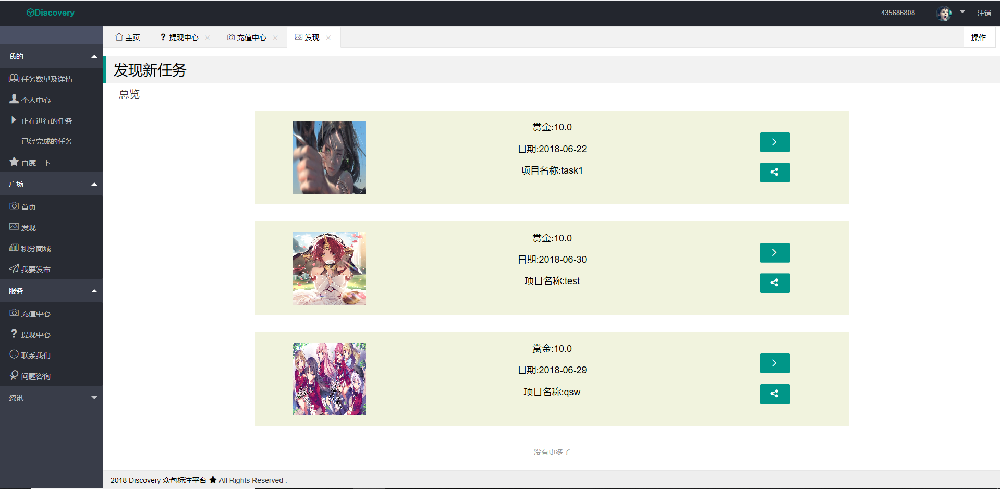 Discovery
435686808
注销
主页
提现中心
充值中心
发现
操作
我的
任务数量及详情
个人中心
正在进行的任务
已经完成的任务
百度一下
广场
首页
发现
积分商城
我要发布
服务
充值中心
提现中心
联系我们
问题咨询
资讯
发现新任务
总览
赏金:10.0
日期:2018-06-22
项目名称:task1
赏金:10.0
日期:2018-06-30
项目名称:test
赏金:10.0
日期:2018-06-29
项目名称:qsw
没有更多了
2018 Discovery 众包标注平台 ★ All Rights Reserved .